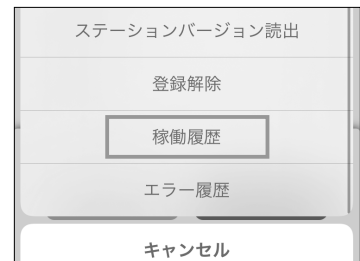 ステーションバージョン読出
登録解除
稼働履歴
エラー履歴
キャンセル